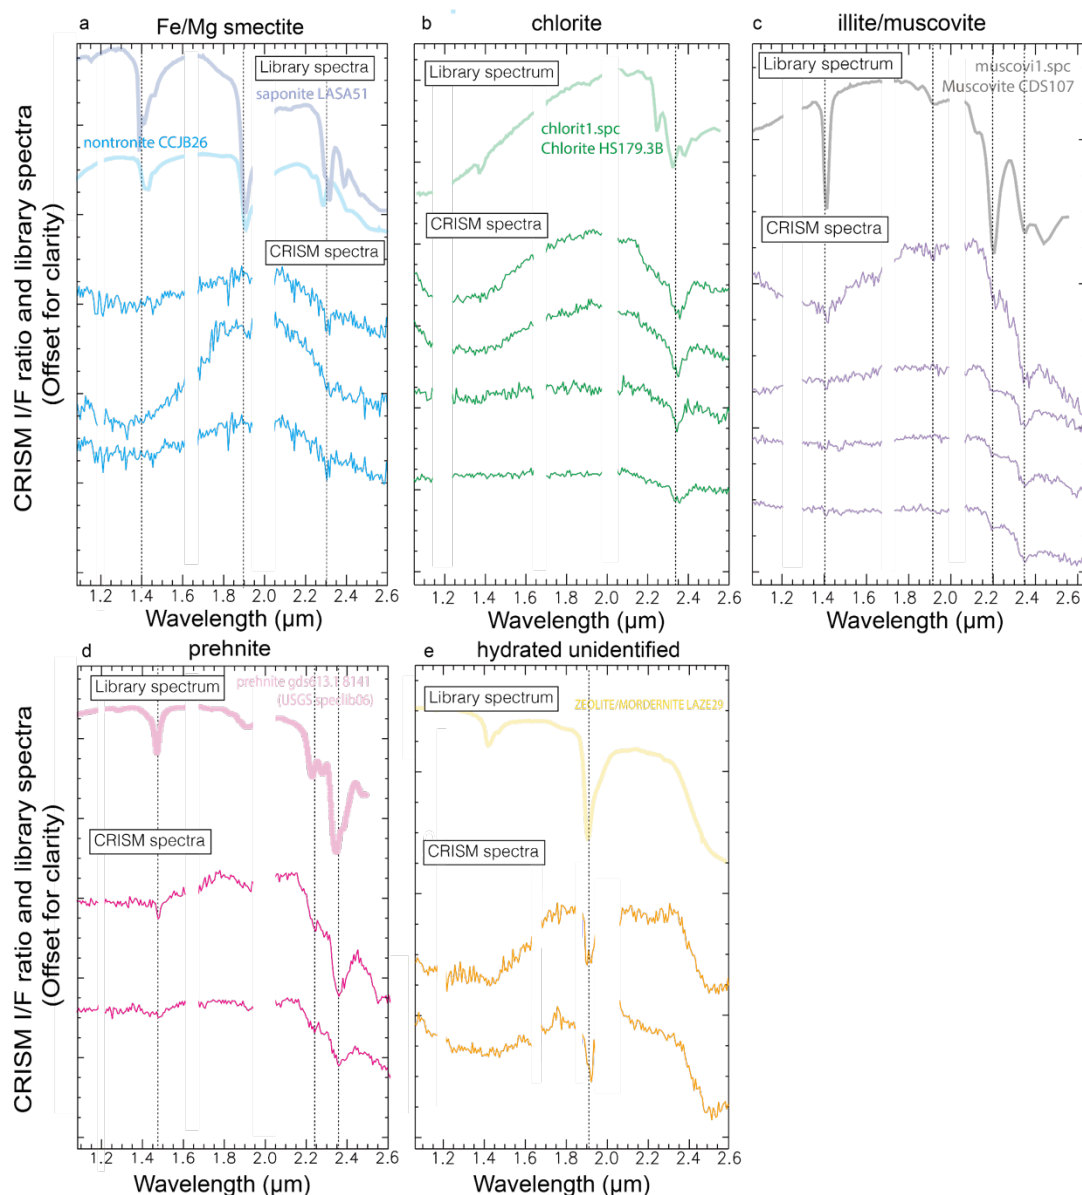 a Fe/Mg smectite
Library spectra
saponite LASA51
nontronite CCJB26
CRISM spectra
1.2 1.4 1.6 1.8 2.0 2.2 2.4 2.6
Wavelength (μm)
CRISM I/F ratio and library spectra
(Offset for clarity)
b chlorite
Library spectrum
chlorit1.spc
Chlorite HS179.3B
CRISM spectra
1.2 1.4 1.6 1.8 2.0 2.2 2.4 2.6
Wavelength (μm)
c illite/muscovite
Library spectrum
muscovi1.spc
Muscovite CDS107
CRISM spectra
1.2 1.4 1.6 1.8 2.0 2.2 2.4 2.6
Wavelength (μm)
d prehnite
Library spectrum
prehnite gds613.1 6141
(USGS speclib06)
CRISM spectra
1.2 1.4 1.6 1.8 2.0 2.2 2.4 2.6
Wavelength (μm)
CRISM I/F ratio and library spectra
(Offset for clarity)
e hydrated unidentified
Library spectrum
ZEOLITE/MORDERNITE LAZE29
CRISM spectra
1.2 1.4 1.6 1.8 2.0 2.2 2.4 2.6
Wavelength (μm)